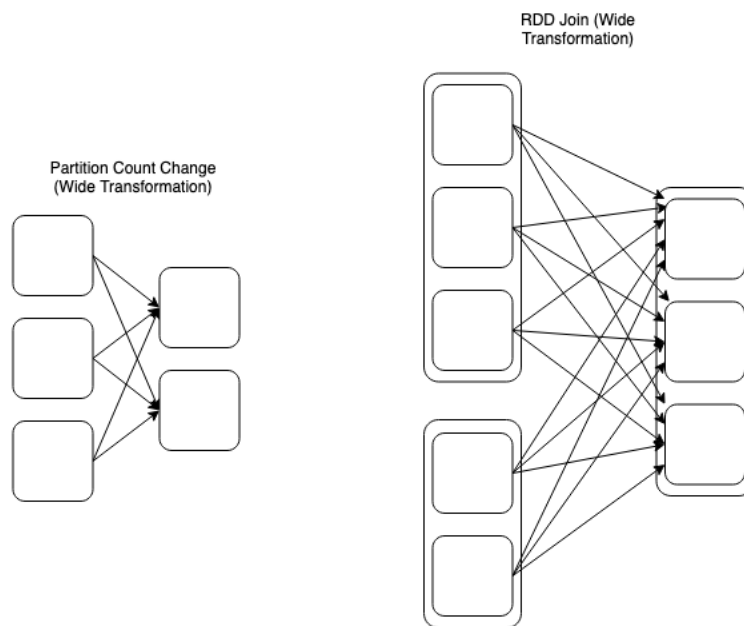 Partition Count Change
(Wide Transformation)
RDD Join (Wide
Transformation)